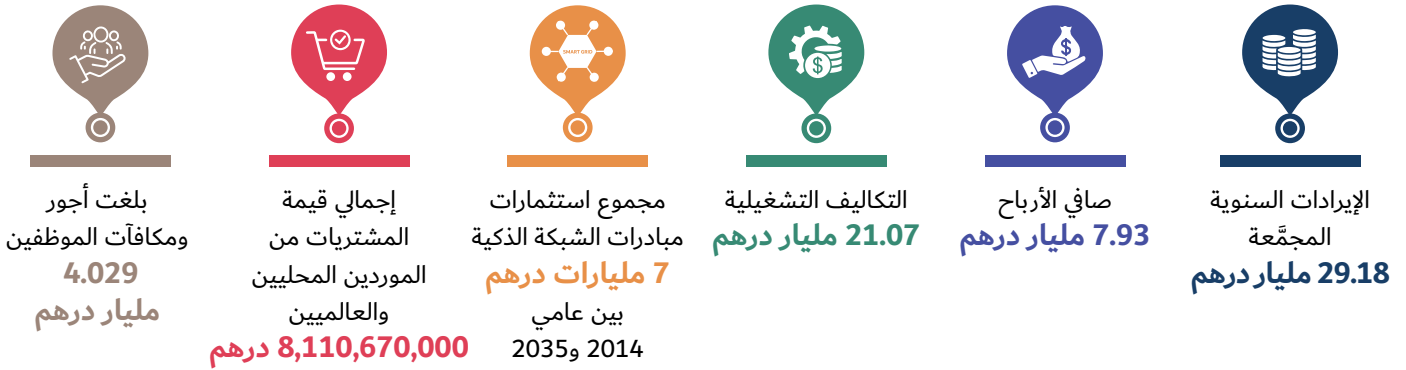 الإيرادات السنوية
المجمَّعة
29.18 مليار درهم
صافي الأرباح
7.93 مليار درهم
التكاليف التشغيلية
21.07 مليار درهم
SMART GRID
مجموع استثمارات
مبادرات الشبكة الذكية
7 مليارات درهم
بين عامي
2014 و2035
إجمالي قيمة
المشتريات من
الموردين المحليين
والعالميين
8,110,670,000 درهم
بلغت أجور
ومكافآت الموظفين
4.029
مليار درهم